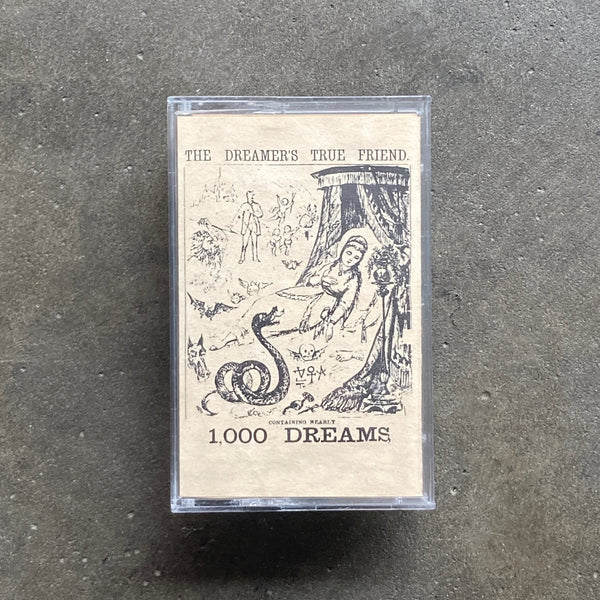 THE DREAMER'S TRUE FRIEND.
CONTAINING NEARLY
1,000 DREAMS,